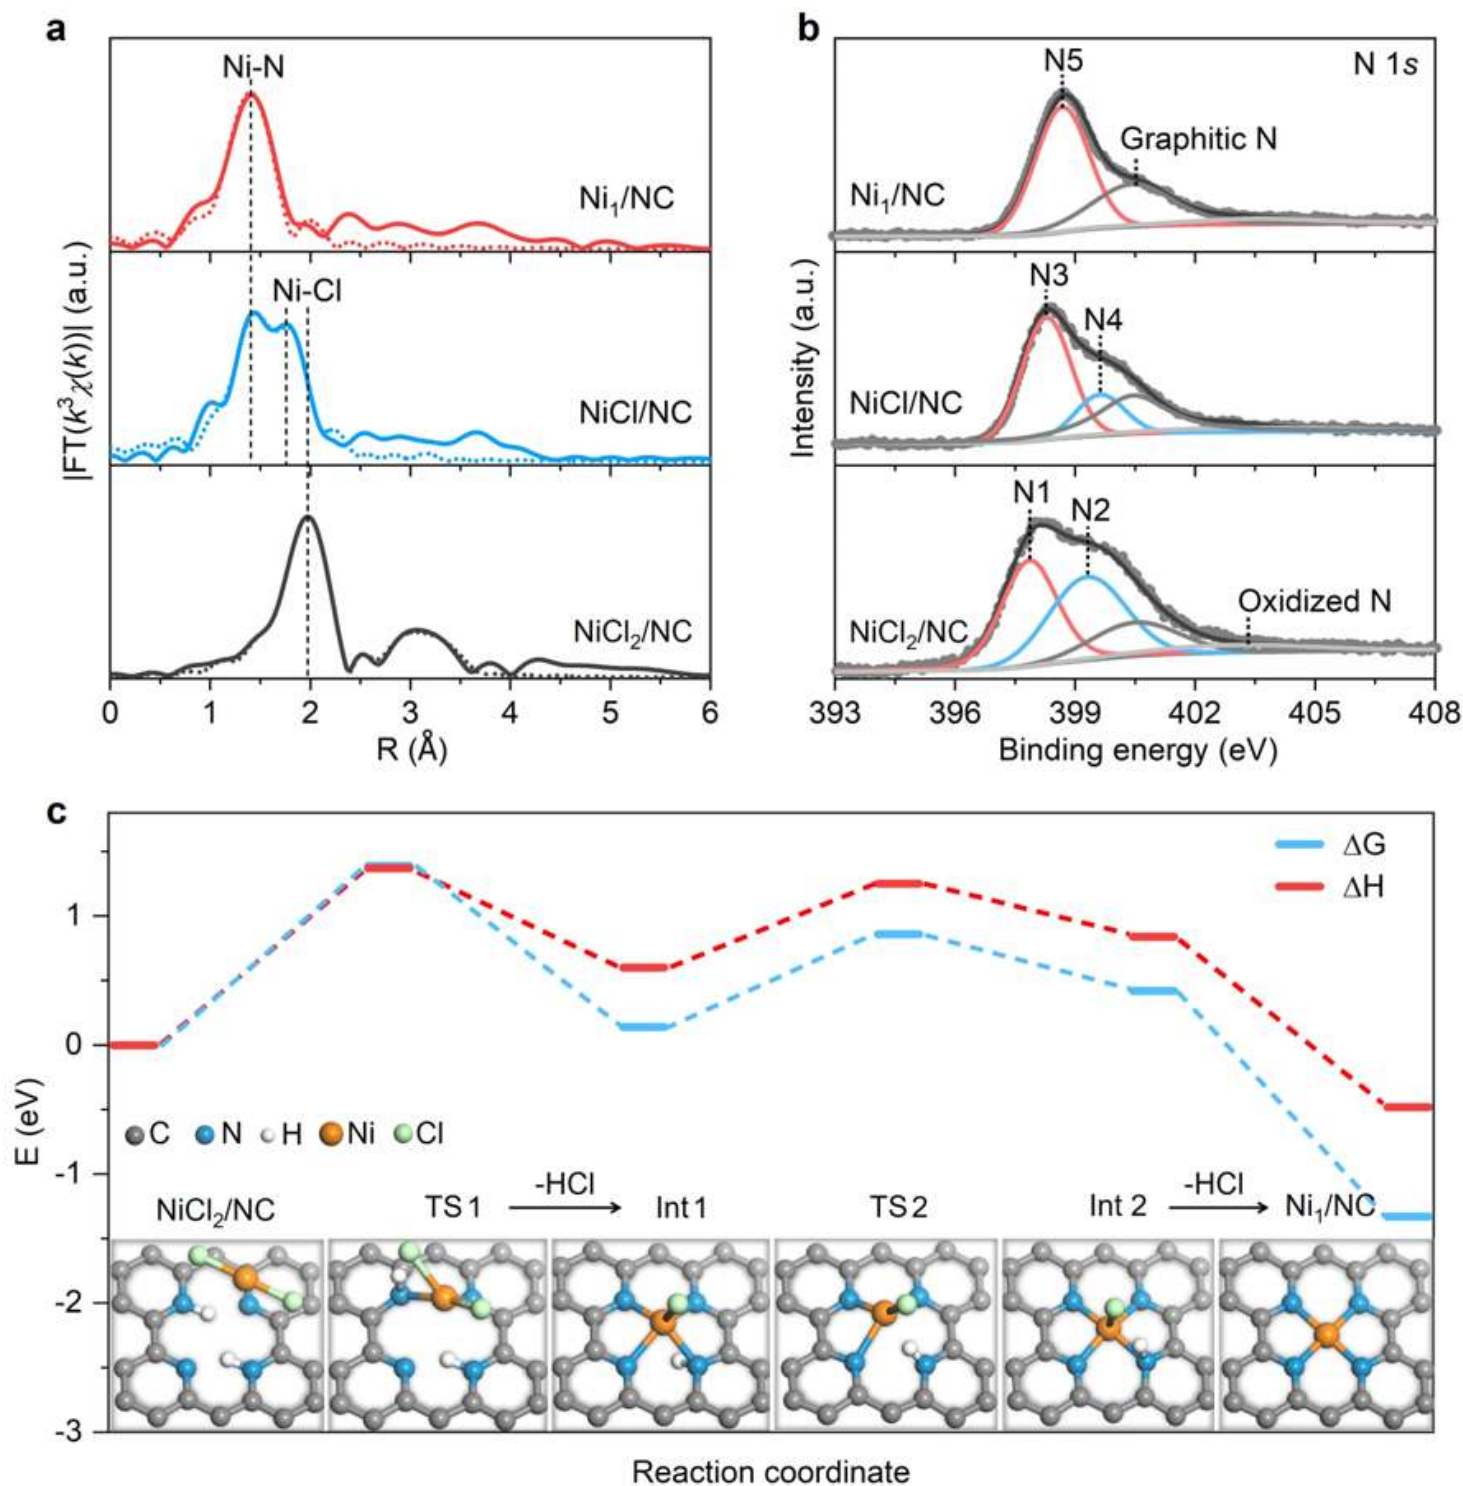 a
Ni-N
Ni₁/NC
Ni-Cl
NiCl/NC
NiCl₂/NC
|FT(k³χ(k))| (a.u.)
0 1 2 3 4 5 6
R (Å)
b
N 1s
N5
Graphitic N
Ni₁/NC
N3
N4
NiCl/NC
N1
N2
Oxidized N
NiCl₂/NC
Intensity (a.u.)
393 396 399 402 405 408
Binding energy (eV)
c
ΔG
ΔH
1
0
-1
-2
-3
E (eV)
C N H Ni Cl
NiCl₂/NC TS 1 -HCl Int 1 TS 2 Int 2 -HCl Ni₁/NC
Reaction coordinate